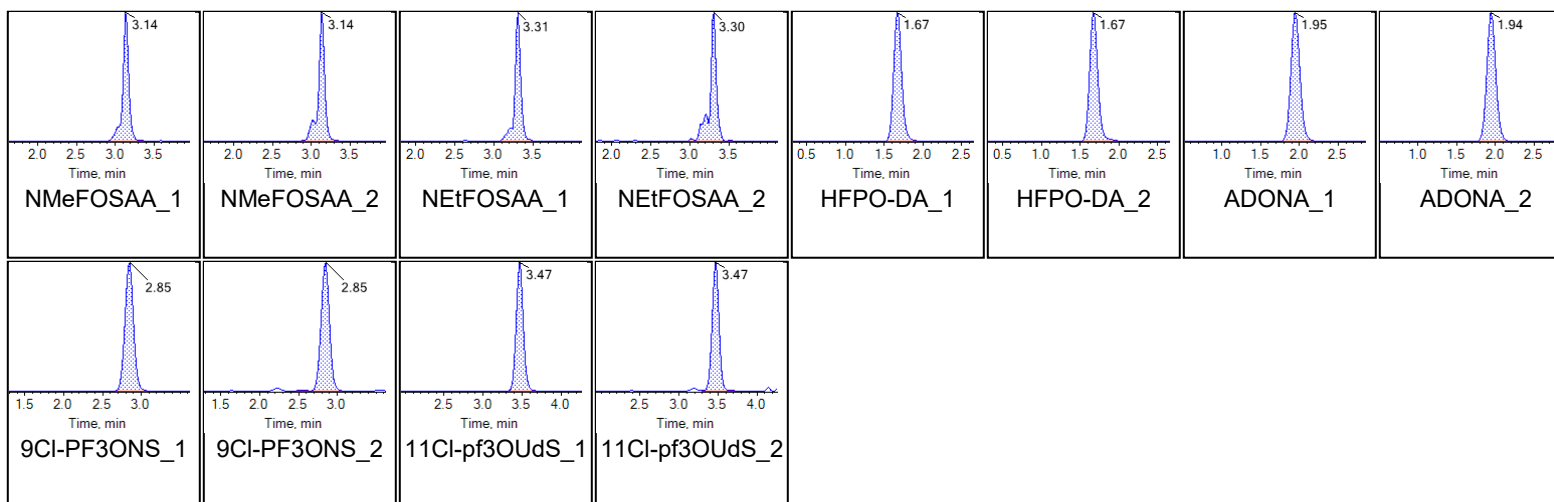 3.14 3.14 3.31 3.30 1.67 1.67 1.95 1.94
2.0 2.5 3.0 3.5 2.0 2.5 3.0 3.5 2.0 2.5 3.0 3.5 2.0 2.5 3.0 3.5 0.5 1.0 1.5 2.0 2.5 0.5 1.0 1.5 2.0 2.5 1.0 1.5 2.0 2.5 1.0 1.5 2.0 2.5
Time, min Time, min Time, min Time, min Time, min Time, min Time, min Time, min
NMeFOSAA_1 NMeFOSAA_2 NEtFOSAA_1 NEtFOSAA_2 HFPO-DA_1 HFPO-DA_2 ADONA_1 ADONA_2
2.85 2.85 3.47 3.47
1.5 2.0 2.5 3.0 1.5 2.0 2.5 3.0 2.5 3.0 3.5 4.0 2.5 3.0 3.5 4.0
Time, min Time, min Time, min Time, min
9Cl-PF3ONS_1 9Cl-PF3ONS_2 11Cl-pf3OUdS_1 11Cl-pf3OUdS_2